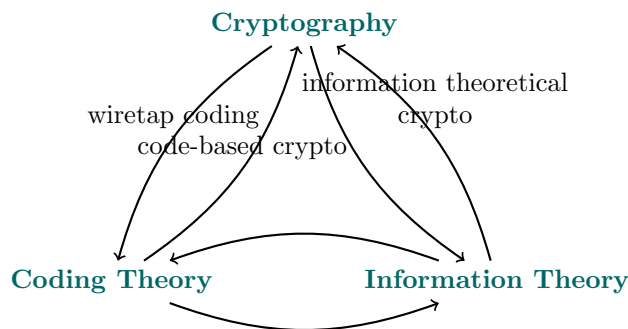 Cryptography
information theoretical
crypto
wiretap coding
code-based crypto
Coding Theory
Information Theory